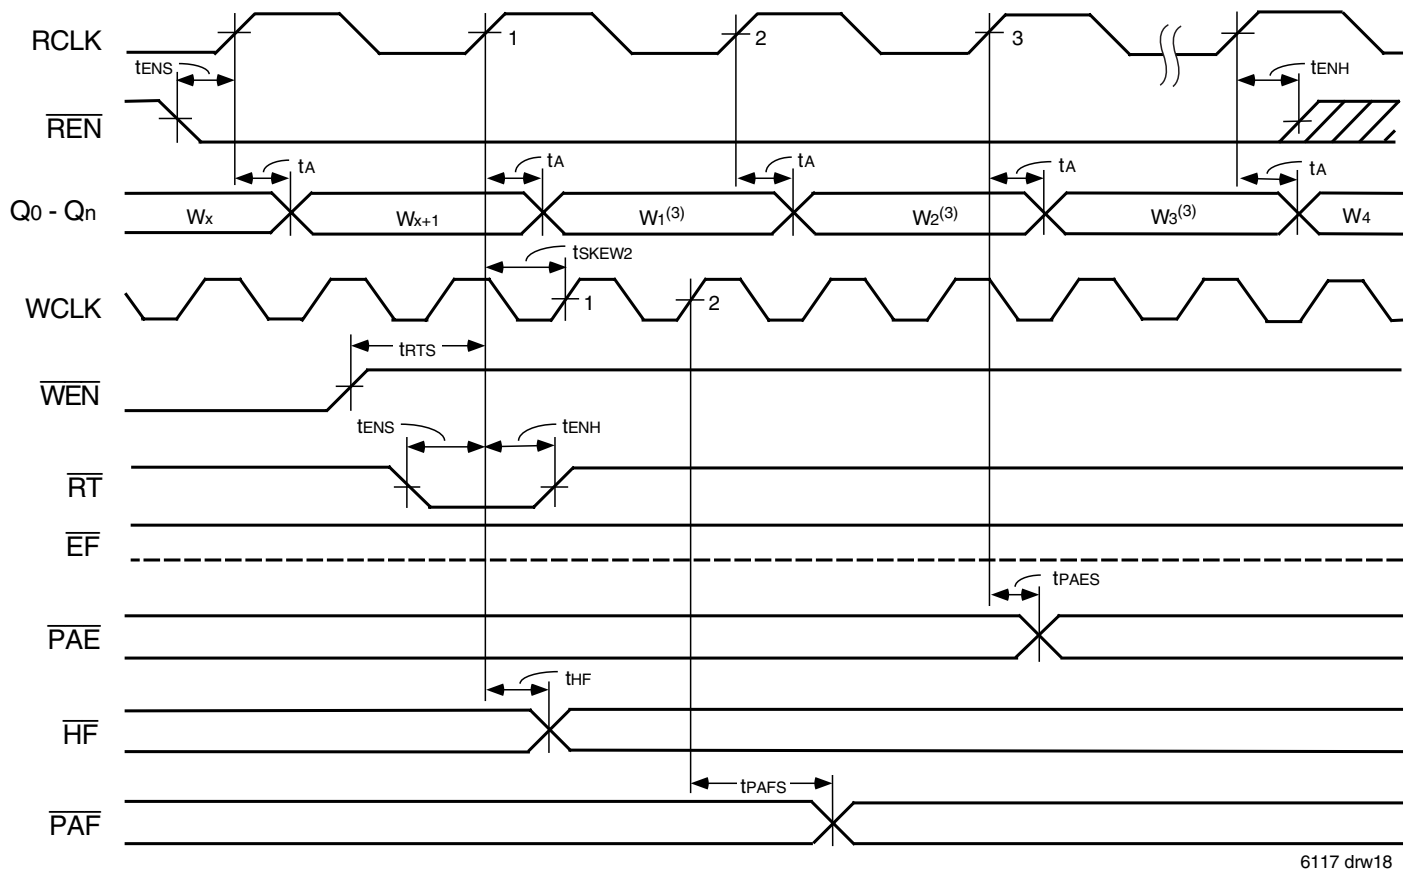 RCLK 1 2 3
tENS tENH
REN
tA tA tA tA tA
Q0 - Qn Wx Wx+1 W1(3) W2(3) W3(3) W4
tSKEW2
WCLK 1 2
tRTS
WEN
tENS tENH
RT
EF
tPAES
PAE
tHF
HF
tPAFS
PAF
6117 drw18